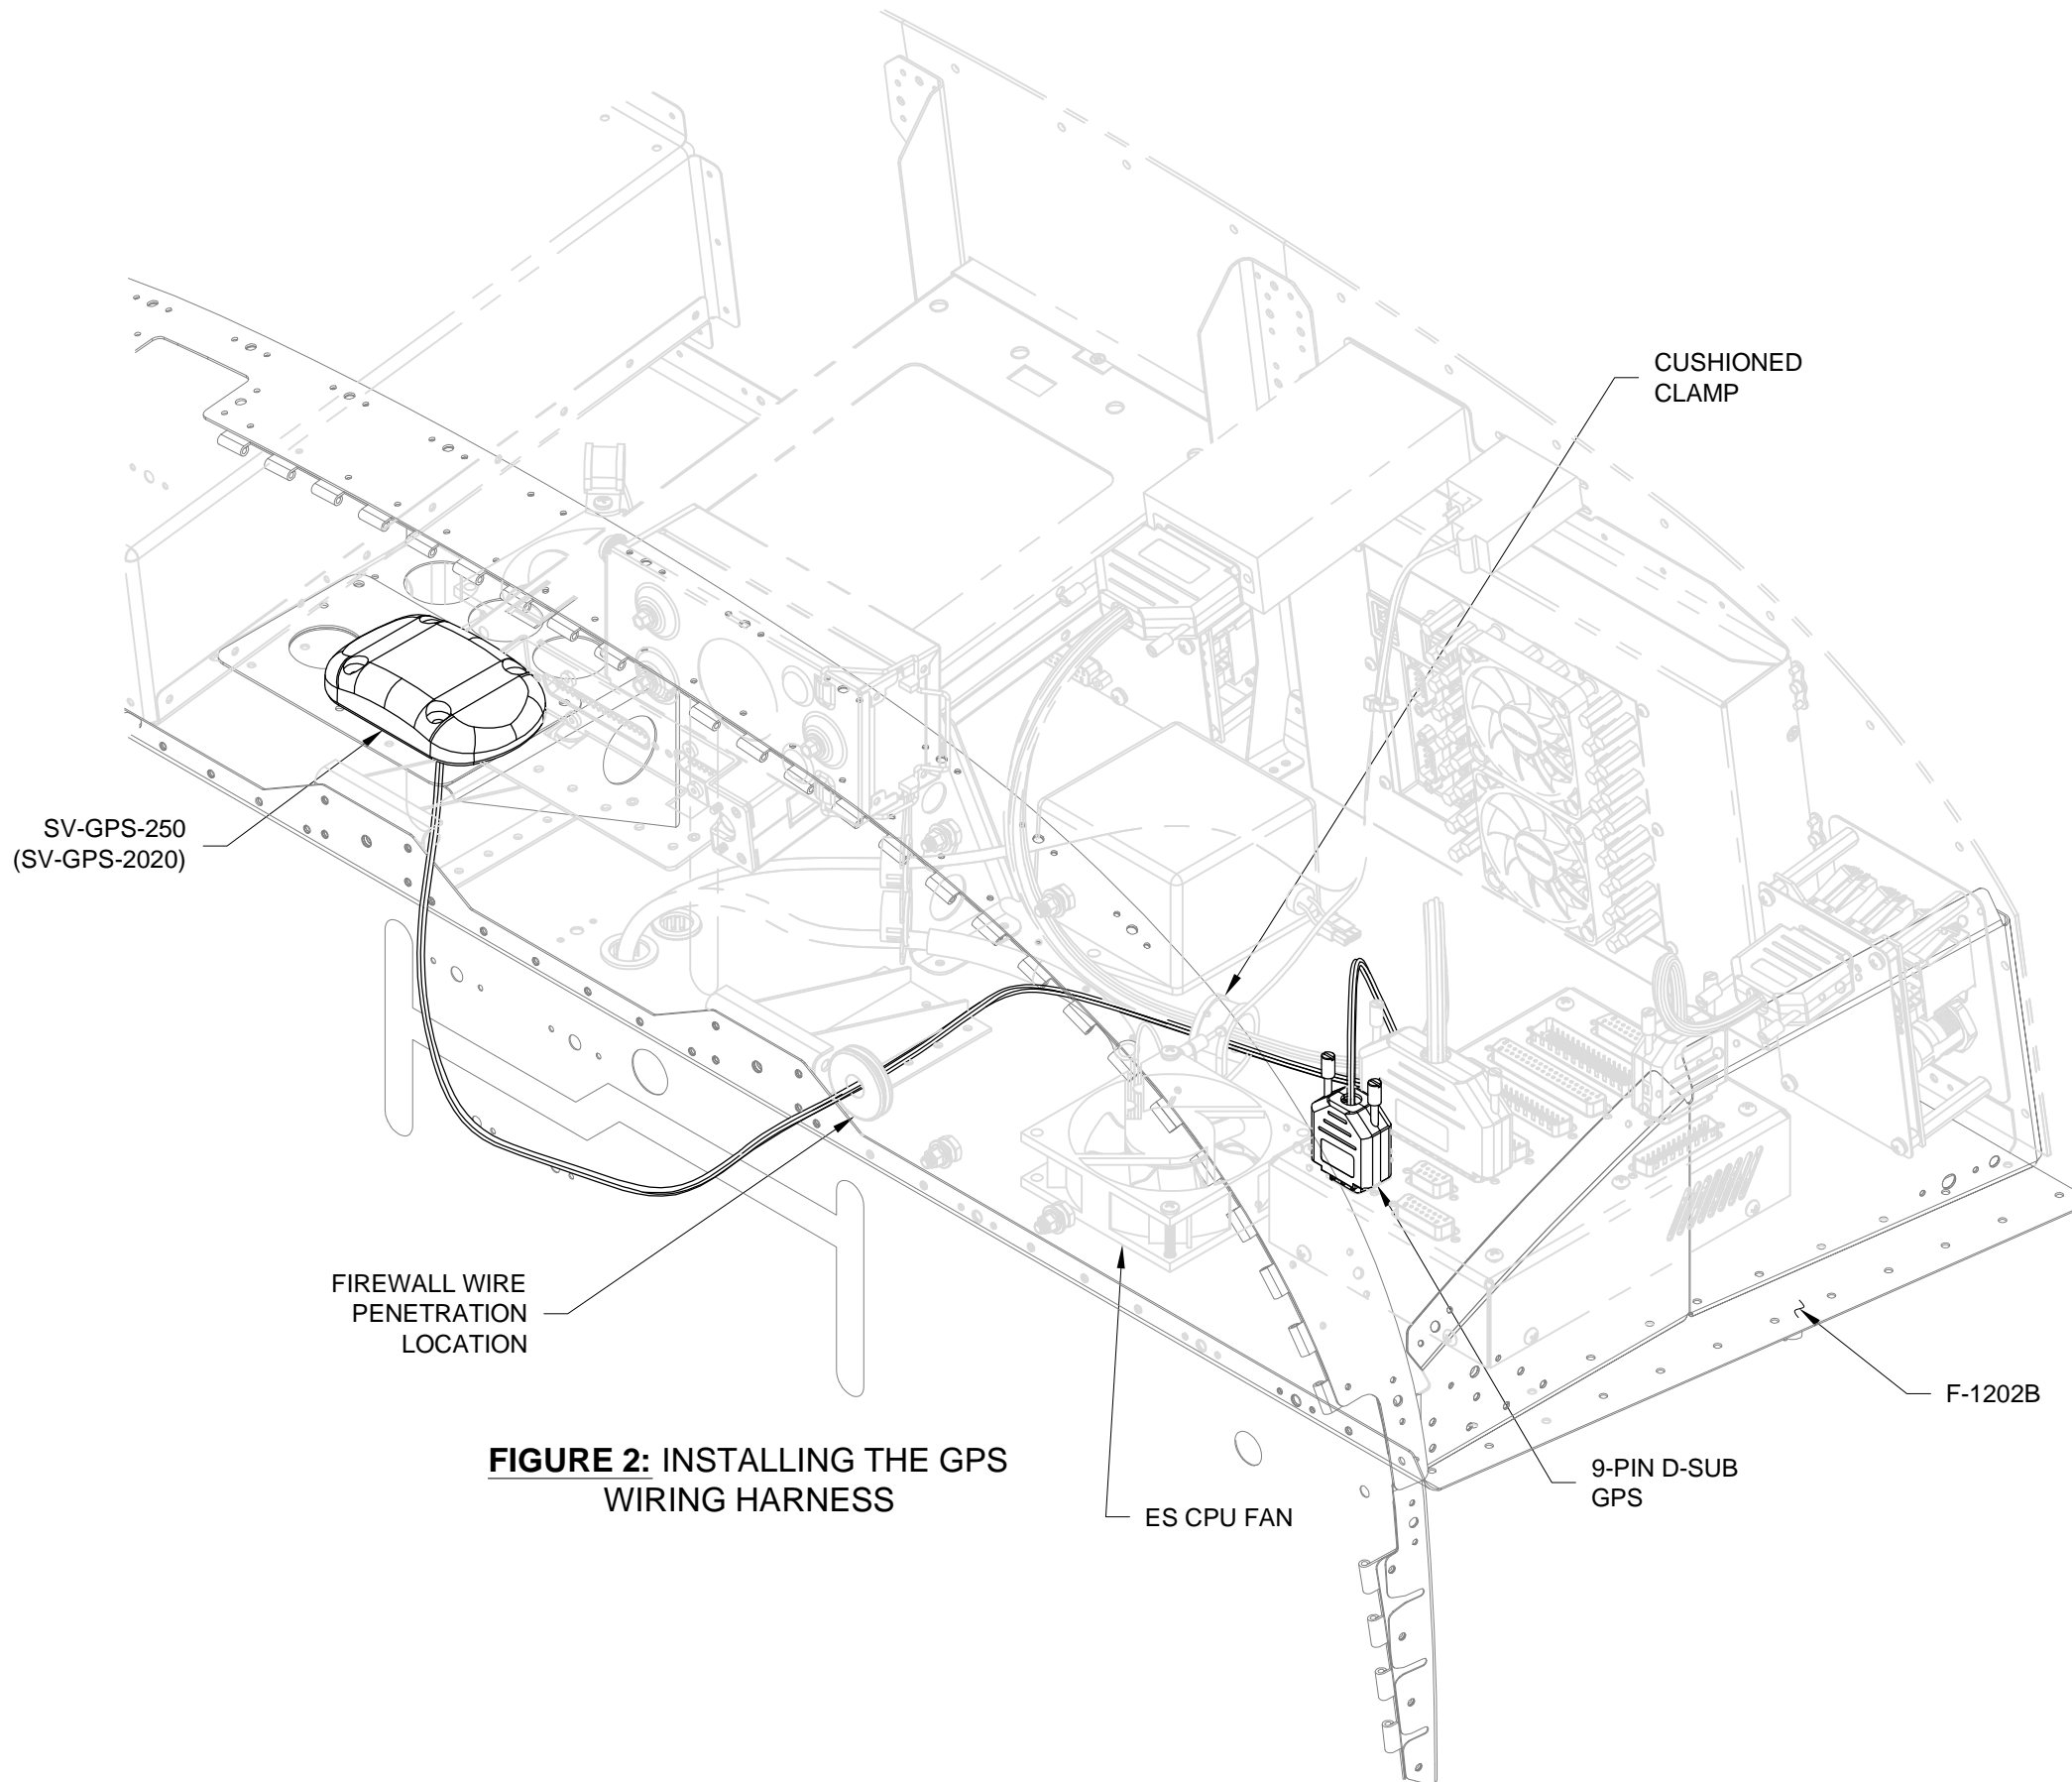 CUSHIONED
CLAMP
SV-GPS-250
(SV-GPS-2020)
FIREWALL WIRE
PENETRATION
LOCATION
F-1202B
9-PIN D-SUB
GPS
ES CPU FAN
FIGURE 2: INSTALLING THE GPS
WIRING HARNESS